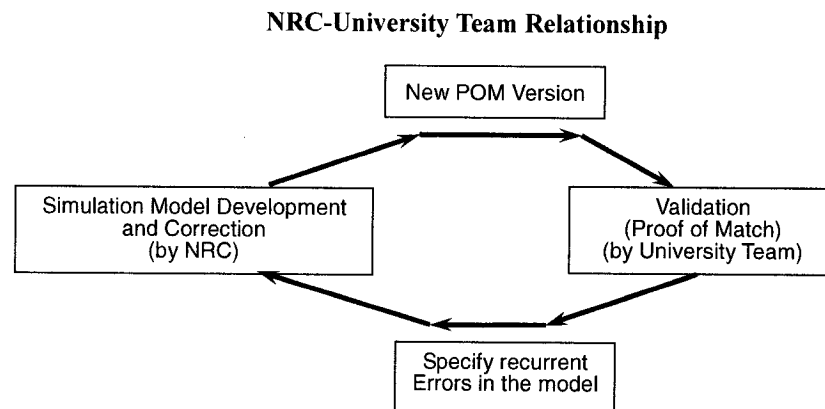 NRC-University Team Relationship
New POM Version
Simulation Model Development
and Correction
(by NRC)
Validation
(Proof of Match)
(by University Team)
Specify recurrent
Errors in the model